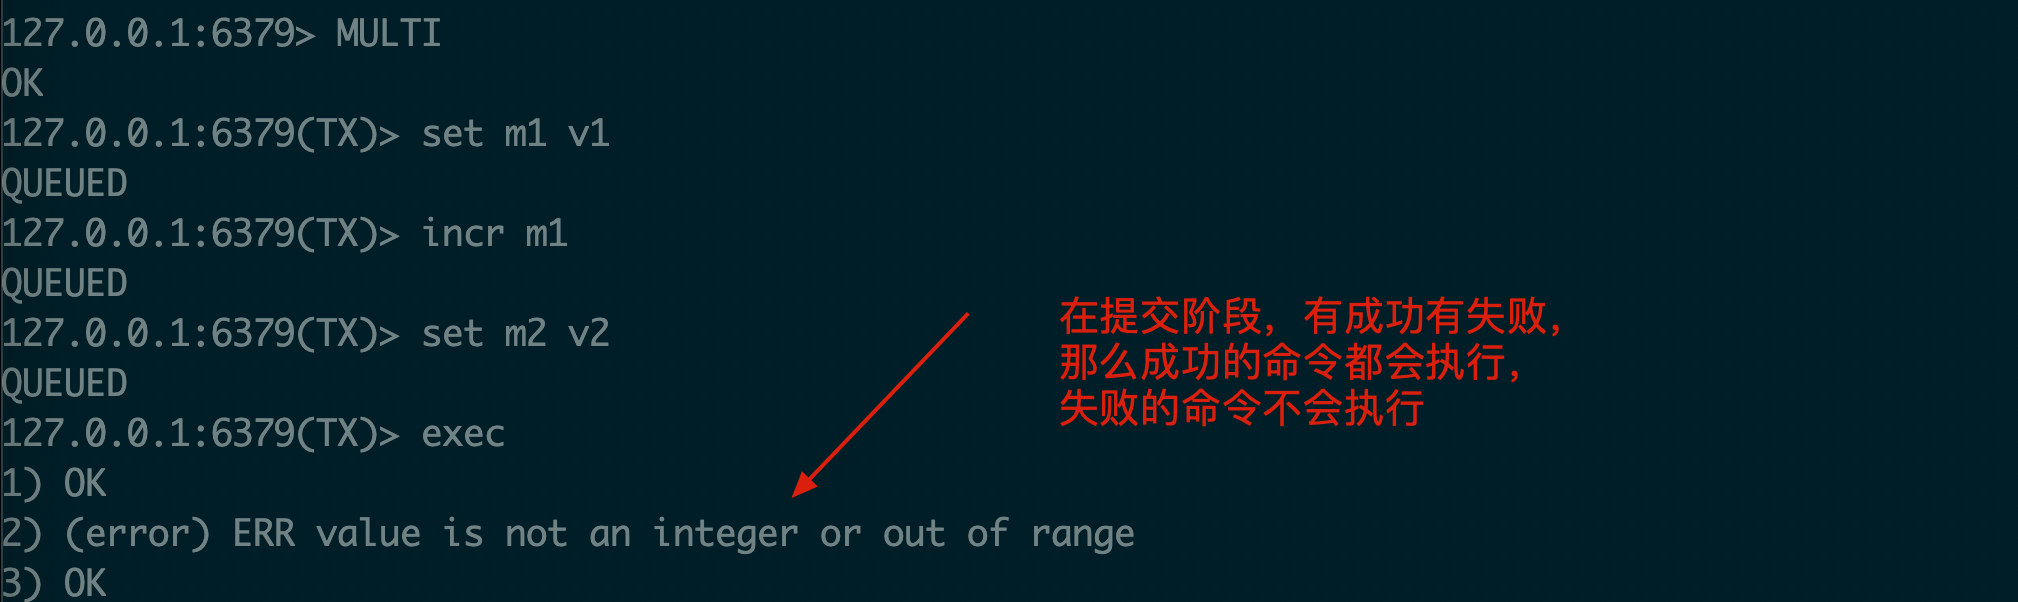 127.0.0.1:6379> MULTI
OK
127.0.0.1:6379(TX)> set m1 v1
QUEUED
127.0.0.1:6379(TX)> incr m1
QUEUED
127.0.0.1:6379(TX)> set m2 v2
QUEUED
127.0.0.1:6379(TX)> exec
1) OK
2) (error) ERR value is not an integer or out of range
3) OK
在提交阶段，有成功有失败，
那么成功的命令都会执行，
失败的命令不会执行